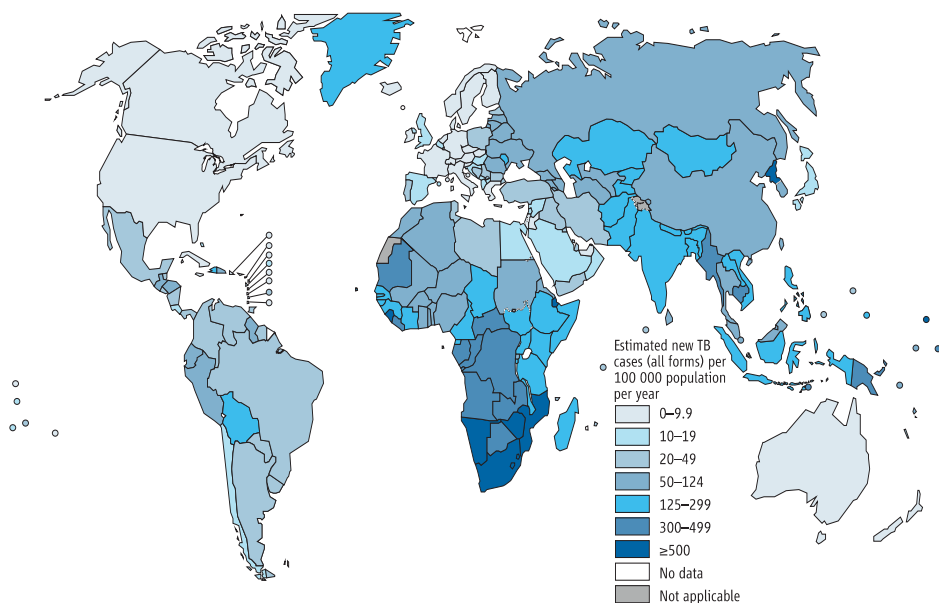 Estimated new TB
cases (all forms) per
100 000 population
per year
0–9.9
10–19
20–49
50–124
125–299
300–499
≥500
No data
Not applicable